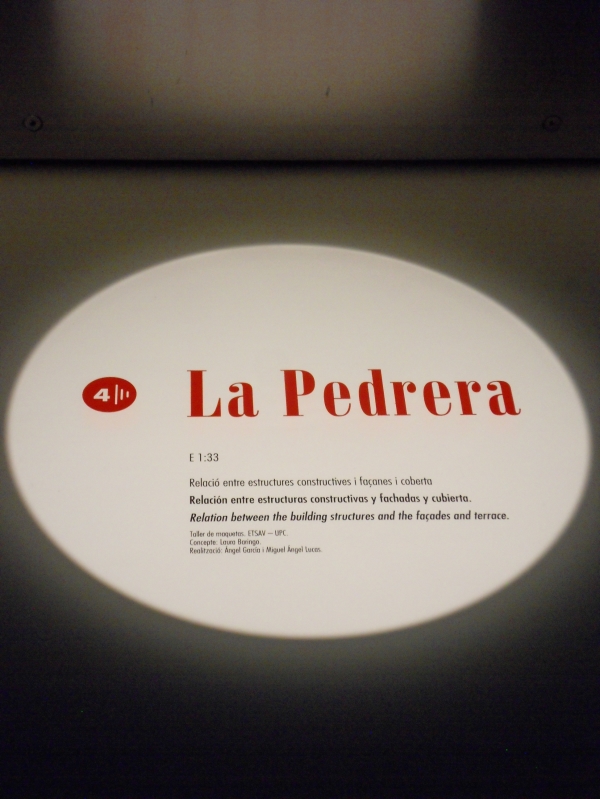 4
La Pedrera
E 1:33
Relació entre estructures constructives i façanes i coberta
Relación entre estructuras constructivas y fachadas y cubierta.
Relation between the building structures and the façades and terrace.
Taller de maquetas. ETSAV — UPC.
Concepte: Laura Baringo.
Realització: Àngel García i Miguel Àngel Lucas.